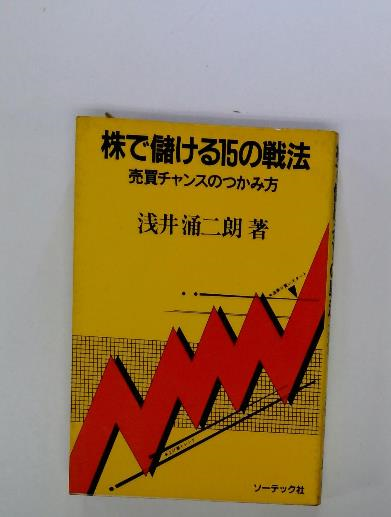 株で儲ける15の戦法
売買チャンスのつかみ方
浅井涌二朗 著
ソーテック社